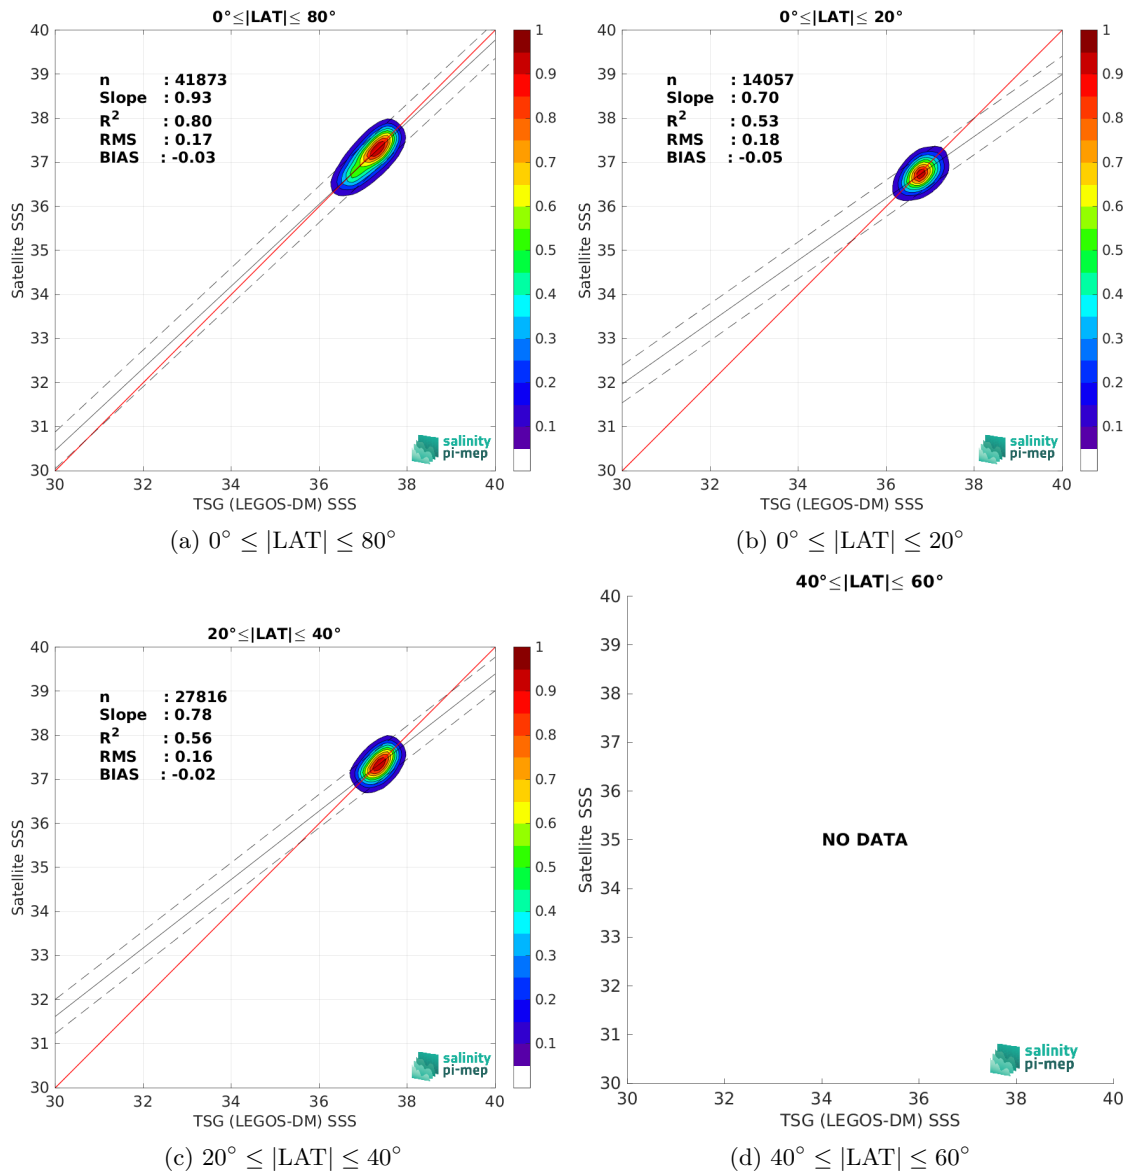 0°≤|LAT|≤ 80°
40
39
38
37
36
35
34
33
32
31
30
Satellite SSS
n : 41873
Slope : 0.93
R² : 0.80
RMS : 0.17
BIAS : -0.03
salinity
pi-mep
30 32 34 36 38 40
TSG (LEGOS-DM) SSS
1
0.9
0.8
0.7
0.6
0.5
0.4
0.3
0.2
0.1
(a) 0° ≤ |LAT| ≤ 80°
0°≤|LAT|≤ 20°
40
39
38
37
36
35
34
33
32
31
30
Satellite SSS
n : 14057
Slope : 0.70
R² : 0.53
RMS : 0.18
BIAS : -0.05
salinity
pi-mep
30 32 34 36 38 40
TSG (LEGOS-DM) SSS
1
0.9
0.8
0.7
0.6
0.5
0.4
0.3
0.2
0.1
(b) 0° ≤ |LAT| ≤ 20°
20°≤|LAT|≤ 40°
40
39
38
37
36
35
34
33
32
31
30
Satellite SSS
n : 27816
Slope : 0.78
R² : 0.56
RMS : 0.16
BIAS : -0.02
salinity
pi-mep
30 32 34 36 38 40
TSG (LEGOS-DM) SSS
1
0.9
0.8
0.7
0.6
0.5
0.4
0.3
0.2
0.1
(c) 20° ≤ |LAT| ≤ 40°
40°≤|LAT|≤ 60°
40
39
38
37
36
35
34
33
32
31
30
Satellite SSS
NO DATA
salinity
pi-mep
30 32 34 36 38 40
TSG (LEGOS-DM) SSS
(d) 40° ≤ |LAT| ≤ 60°